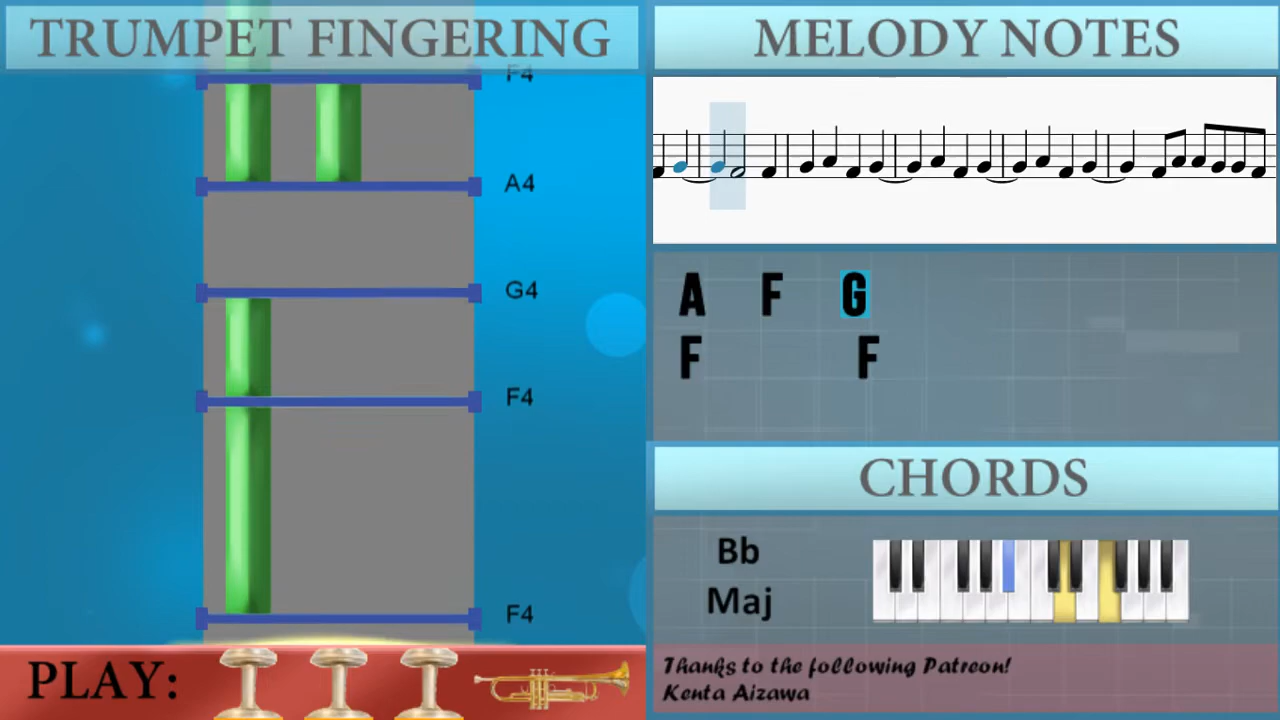 TRUMPET FINGERING
F4
A4
G4
F4
F4
PLAY:
MELODY NOTES
A F G
F F
CHORDS
Bb
Maj
Thanks to the following Patreon!
Kenta Aizawa